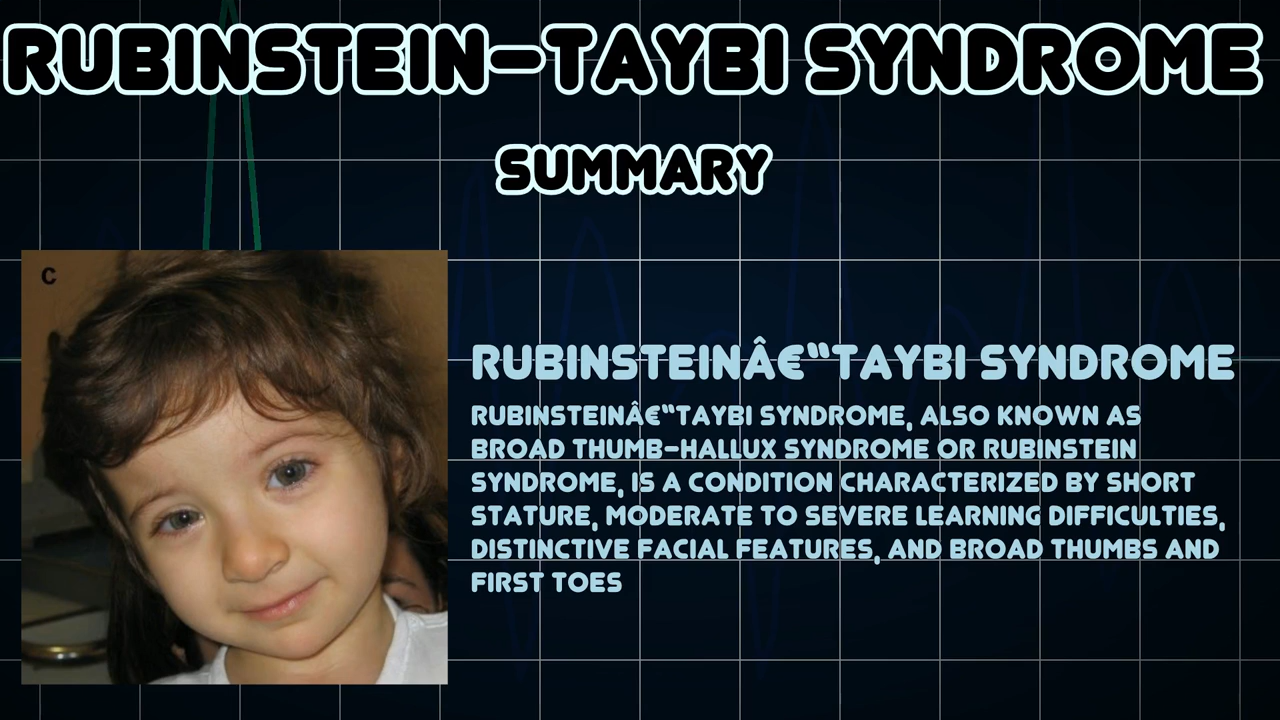 RUBINSTEIN-TAYBI SYNDROME
SUMMARY
C
RUBINSTEINÂ€“TAYBI SYNDROME
RUBINSTEINÂ€“TAYBI SYNDROME, ALSO KNOWN AS
BROAD THUMB-HALLUX SYNDROME OR RUBINSTEIN
SYNDROME, IS A CONDITION CHARACTERIZED BY SHORT
STATURE, MODERATE TO SEVERE LEARNING DIFFICULTIES,
DISTINCTIVE FACIAL FEATURES, AND BROAD THUMBS AND
FIRST TOES